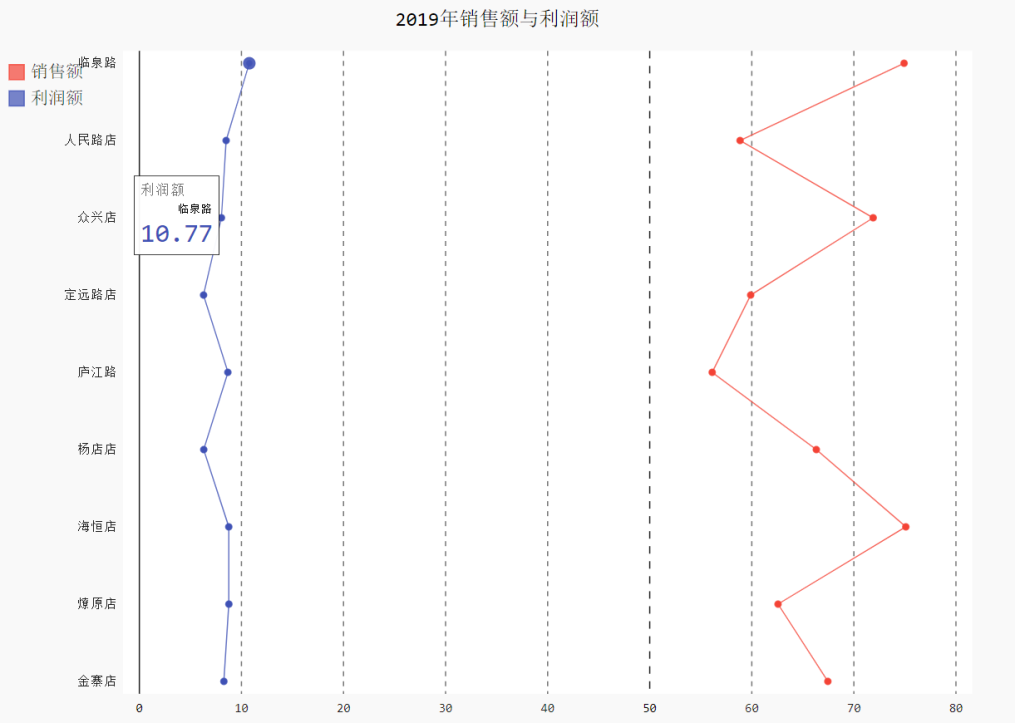 2019年销售额与利润额
销售额
利润额
临泉路
人民路店
众兴店
定远路店
庐江路
杨店店
海恒店
燎原店
金寨店
利润额
临泉路
10.77
0 10 20 30 40 50 60 70 80